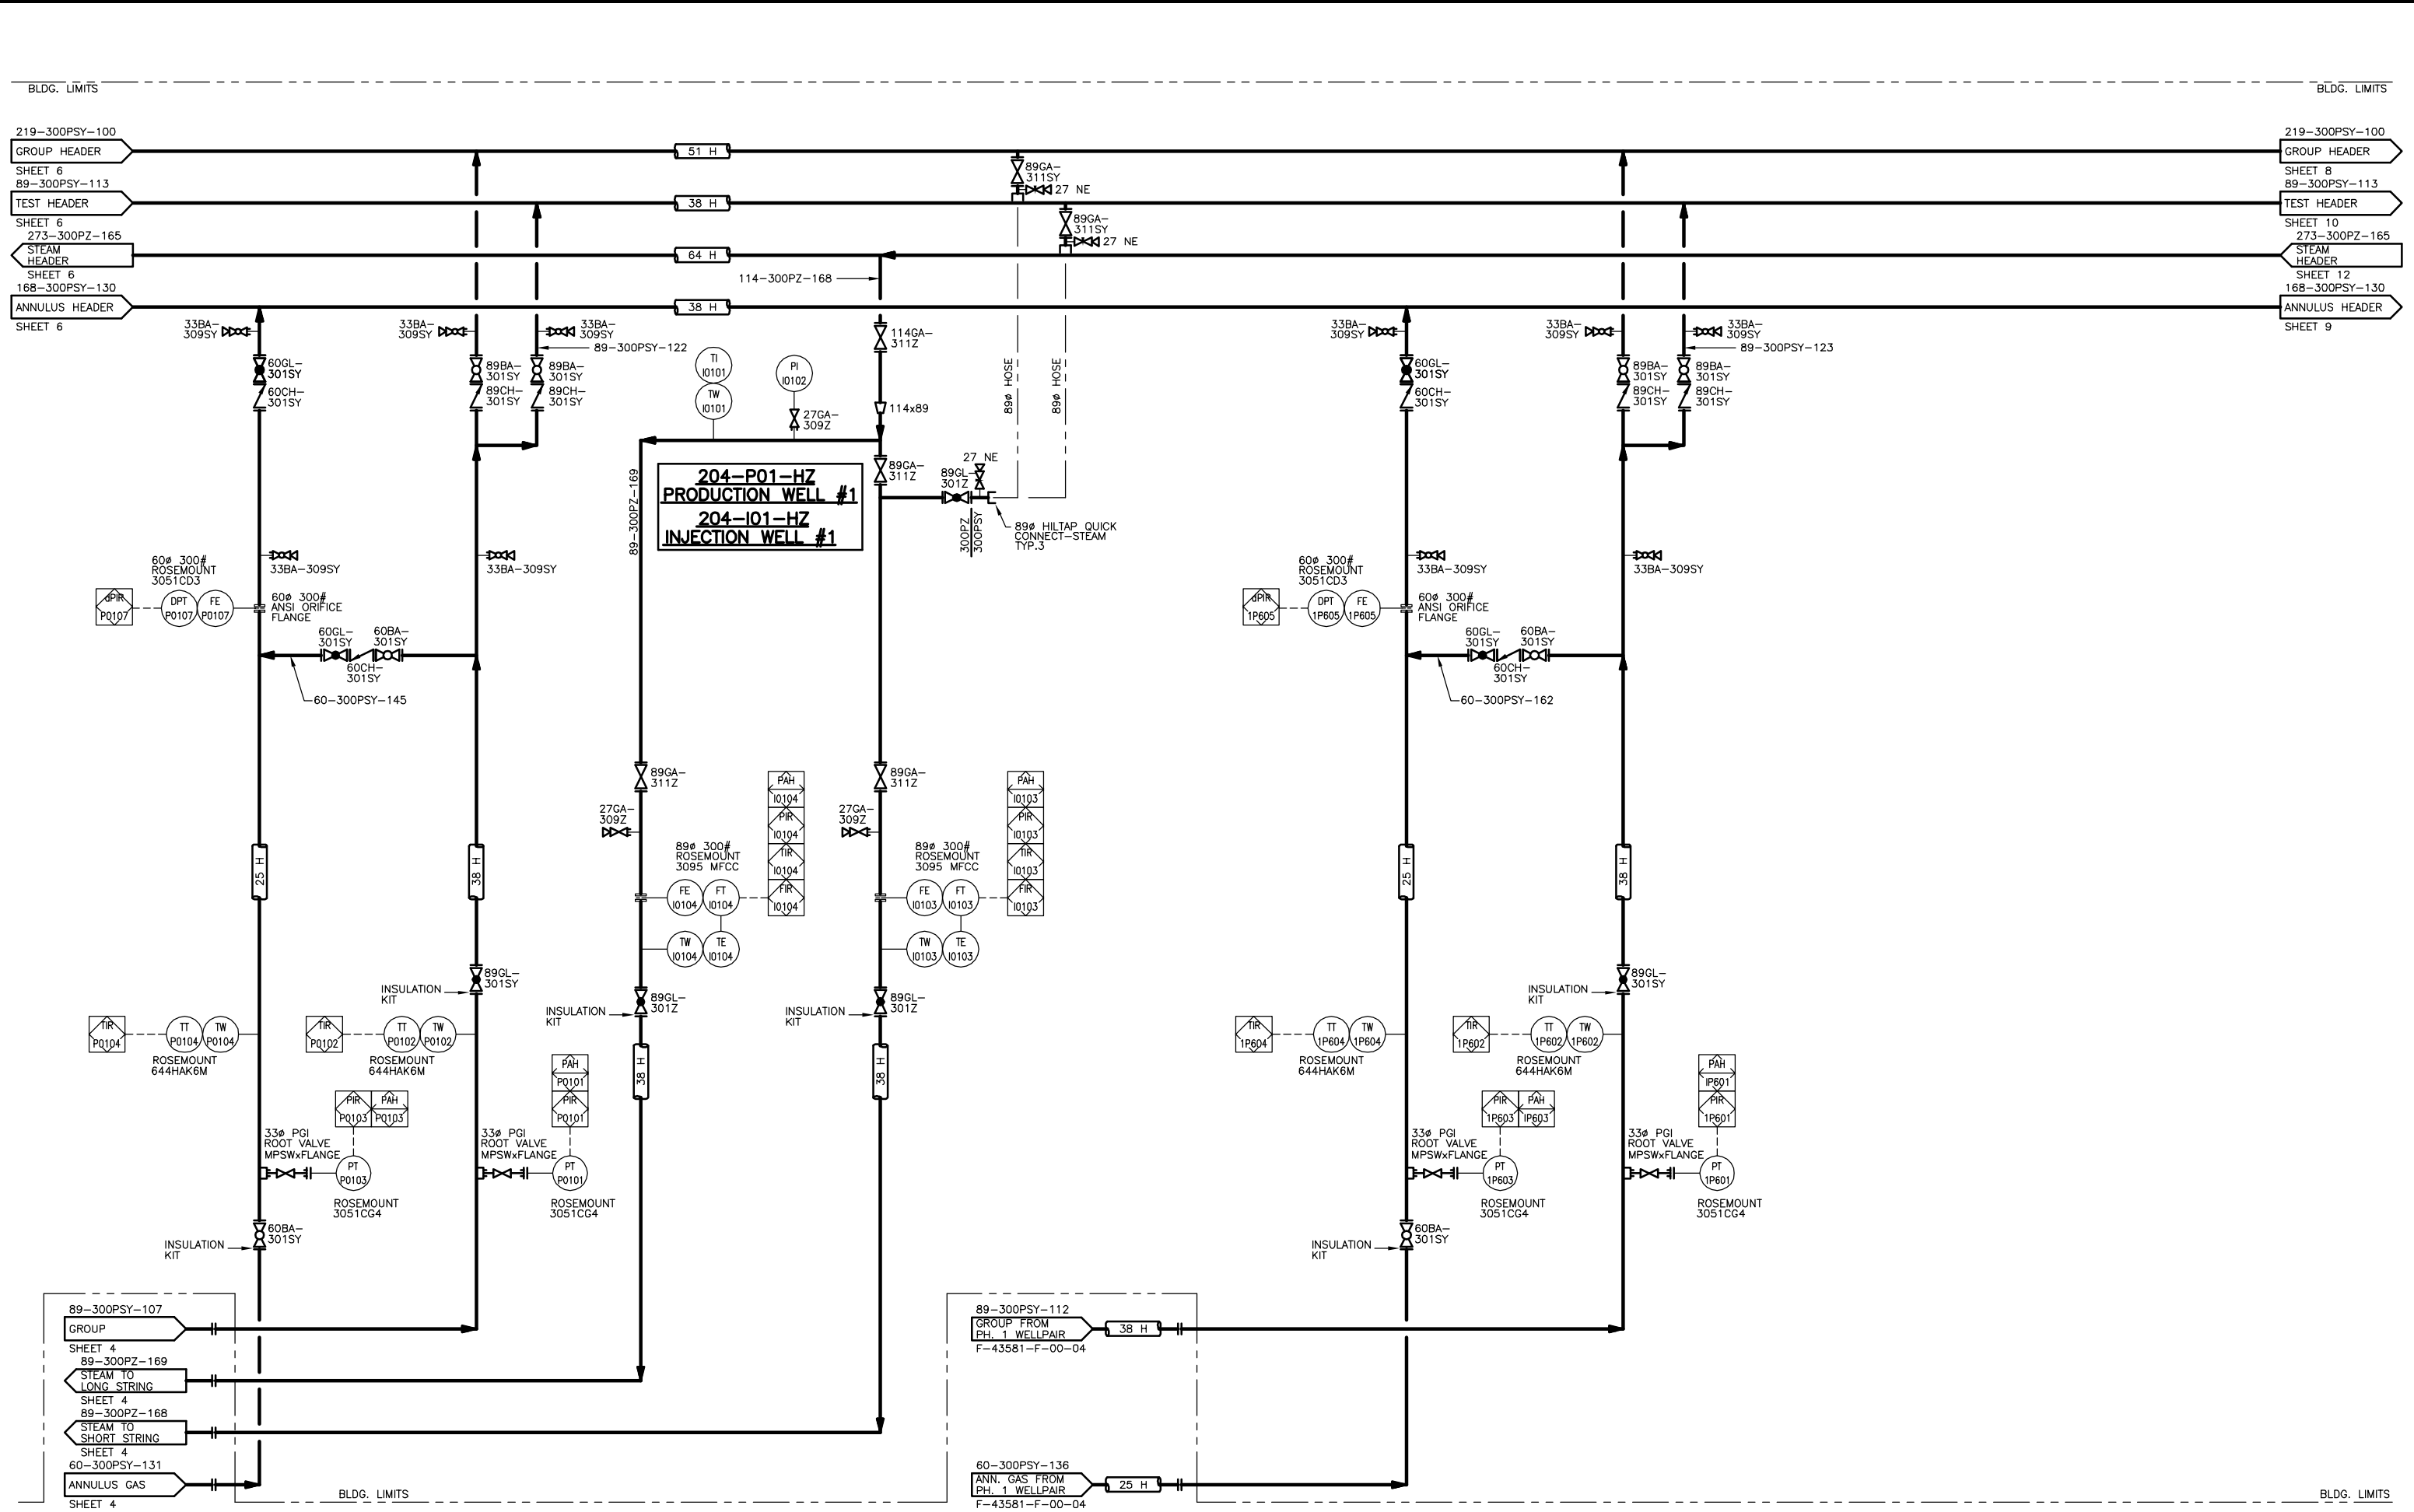 BLDG. LIMITS
BLDG. LIMITS
219-300PSY-100
GROUP HEADER
SHEET 6
89-300PSY-113
TEST HEADER
SHEET 6
273-300PZ-165
STEAM
HEADER
SHEET 6
168-300PSY-130
ANNULUS HEADER
SHEET 6
51 H
38 H
64 H
38 H
89GA-
311SY
27 NE
89GA-
311SY
27 NE
114-300PZ-168
219-300PSY-100
GROUP HEADER
SHEET 8
89-300PSY-113
TEST HEADER
SHEET 10
273-300PZ-165
STEAM
HEADER
SHEET 12
168-300PSY-130
ANNULUS HEADER
SHEET 9
33BA-
309SY
60GL-
301SY
60CH-
301SY
33BA-
309SY
33BA-
309SY
89-300PSY-122
89BA-
301SY
89CH-
301SY
89BA-
301SY
89CH-
301SY
TI
I0101
TW
I0101
PI
I0102
27GA-
309Z
114GA-
311Z
114x89
89ø HOSE
89ø HOSE
89-300PZ-169
204-P01-HZ
PRODUCTION WELL #1
204-I01-HZ
INJECTION WELL #1
89GA-
311Z
89GL-
301Z
27 NE
300PZ
300PSY
89ø HILTAP QUICK
CONNECT-STEAM
TYP.3
33BA-
309SY
60GL-
301SY
60CH-
301SY
33BA-
309SY
33BA-
309SY
89-300PSY-123
89BA-
301SY
89CH-
301SY
89BA-
301SY
89CH-
301SY
33BA-309SY
33BA-309SY
60ø 300#
ROSEMOUNT
3051CD3
dPIR
P0107
DPT
P0107
FE
P0107
60ø 300#
ANSI ORIFICE
FLANGE
60GL-
301SY
60BA-
301SY
60CH-
301SY
60-300PSY-145
33BA-309SY
33BA-309SY
60ø 300#
ROSEMOUNT
3051CD3
dPIR
1P605
DPT
1P605
FE
1P605
60ø 300#
ANSI ORIFICE
FLANGE
60GL-
301SY
60BA-
301SY
60CH-
301SY
60-300PSY-162
89GA-
311Z
27GA-
309Z
89ø 300#
ROSEMOUNT
3095 MFCC
PAH
I0104
PIR
I0104
TIR
I0104
FIR
I0104
FE
I0104
FT
I0104
TW
I0104
TE
I0104
89GA-
311Z
27GA-
309Z
89ø 300#
ROSEMOUNT
3095 MFCC
PAH
I0103
PIR
I0103
TIR
I0103
FIR
I0103
FE
I0103
FT
I0103
TW
I0103
TE
I0103
25 H
38 H
25 H
38 H
89GL-
301SY
INSULATION
KIT
89GL-
301Z
INSULATION
KIT
89GL-
301Z
INSULATION
KIT
89GL-
301SY
INSULATION
KIT
38 H
38 H
TIR
P0104
TT
P0104
TW
P0104
ROSEMOUNT
644HAK6M
TIR
P0102
TT
P0102
TW
P0102
ROSEMOUNT
644HAK6M
TIR
1P604
TT
1P604
TW
1P604
ROSEMOUNT
644HAK6M
TIR
1P602
TT
1P602
TW
1P602
ROSEMOUNT
644HAK6M
PIR
P0103
PAH
P0103
33ø PGI
ROOT VALVE
MPSWxFLANGE
PT
P0103
ROSEMOUNT
3051CG4
PAH
P0101
PIR
P0101
33ø PGI
ROOT VALVE
MPSWxFLANGE
PT
P0101
ROSEMOUNT
3051CG4
PIR
1P603
PAH
IP603
33ø PGI
ROOT VALVE
MPSWxFLANGE
PT
1P603
ROSEMOUNT
3051CG4
PAH
IP601
PIR
1P601
33ø PGI
ROOT VALVE
MPSWxFLANGE
PT
1P601
ROSEMOUNT
3051CG4
60BA-
301SY
INSULATION
KIT
60BA-
301SY
INSULATION
KIT
89-300PSY-107
GROUP
SHEET 4
89-300PZ-169
STEAM TO
LONG STRING
SHEET 4
89-300PZ-168
STEAM TO
SHORT STRING
SHEET 4
60-300PSY-131
ANNULUS GAS
SHEET 4
BLDG. LIMITS
89-300PSY-112
GROUP FROM
PH. 1 WELLPAIR
F-43581-F-00-04
38 H
60-300PSY-136
ANN. GAS FROM
PH. 1 WELLPAIR
F-43581-F-00-04
25 H
BLDG. LIMITS